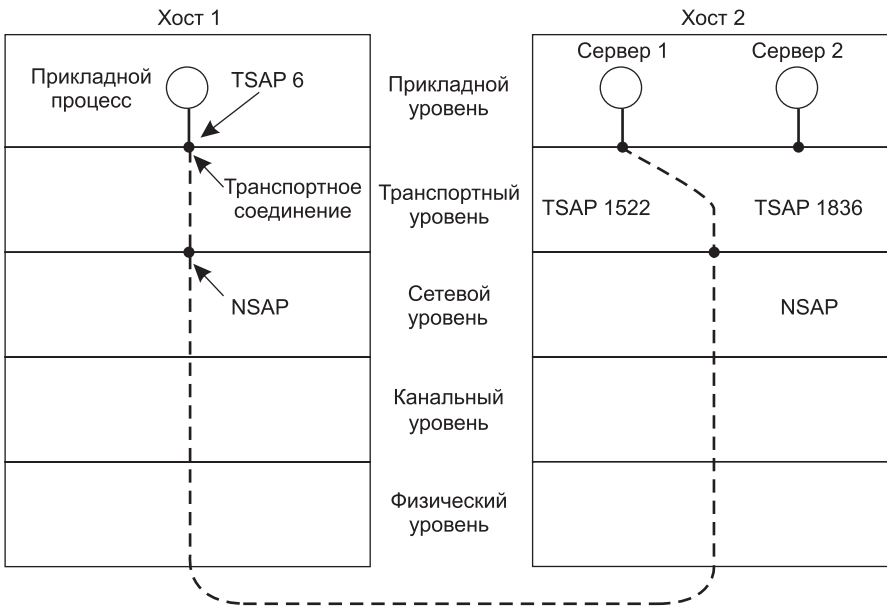 Хост 1
Хост 2
Прикладной
процесс
TSAP 6
Прикладной
уровень
Сервер 1
Сервер 2
Транспортное
соединение
Транспортный
уровень
TSAP 1522
TSAP 1836
NSAP
Сетевой
уровень
NSAP
Канальный
уровень
Физический
уровень